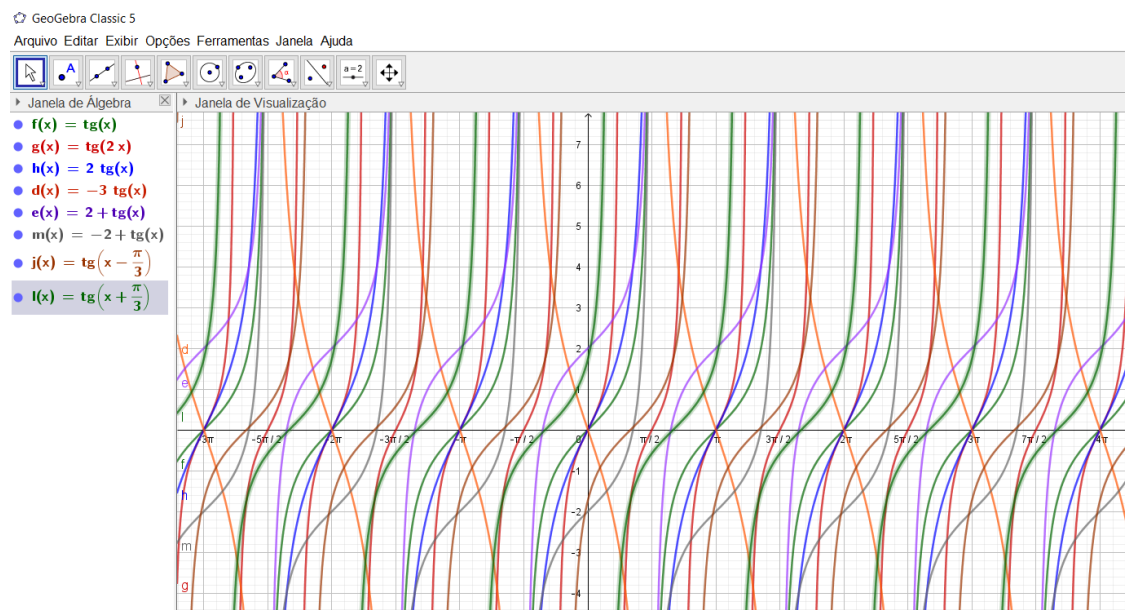 GeoGebra Classic 5
Arquivo Editar Exibir Opções Ferramentas Janela Ajuda
A
α
a=2
Janela de Álgebra
Janela de Visualização
f(x) = tg(x)
g(x) = tg(2 x)
h(x) = 2 tg(x)
d(x) = −3 tg(x)
e(x) = 2 + tg(x)
m(x) = −2 + tg(x)
j(x) = tg(x − π/3)
l(x) = tg(x + π/3)
j
7
6
5
4
3
2
1
d
e
l
-3π -5π / 2 -2π -3π / 2 -π -π / 2 0 π / 2 π 3π / 2 2π 5π / 2 3π 7π / 2 4π
f
-1
h
-2
m
-3
g
-4